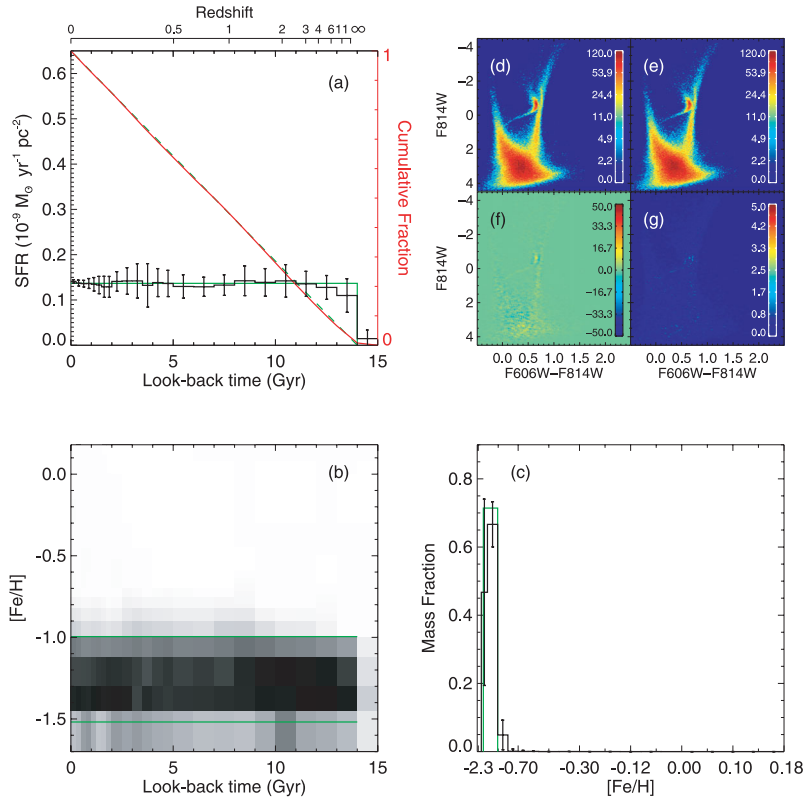 Redshift
0 0.5 1 2 3 4 6 11 ∞
(a)
0.6
0.5
0.4
0.3
0.2
0.1
0.0
SFR (10⁻⁹ M⊙ yr⁻¹ pc⁻²)
1
0
Cumulative Fraction
0 5 10 15
Look-back time (Gyr)
(d)
120.0
53.9
24.0
11.0
4.9
2.2
0.0
(e)
120.0
53.9
24.0
11.0
4.9
2.2
0.0
−4
−2
0
2
4
F814W
(f)
50.0
33.3
16.7
0.0
−16.7
−33.3
−50.0
(g)
5.0
2.5
1.2
0.6
0.3
0.0
−4
−2
0
2
4
F814W
0.0 0.5 1.0 1.5 2.0
F606W−F814W
0.0 0.5 1.0 1.5 2.0
F606W−F814W
(b)
0.0
-0.5
-1.0
-1.5
[Fe/H]
0 5 10 15
Look-back time (Gyr)
(c)
0.8
0.6
0.4
0.2
0.0
Mass Fraction
-2.3 -0.70 -0.30 -0.12 0.00 0.10 0.18
[Fe/H]